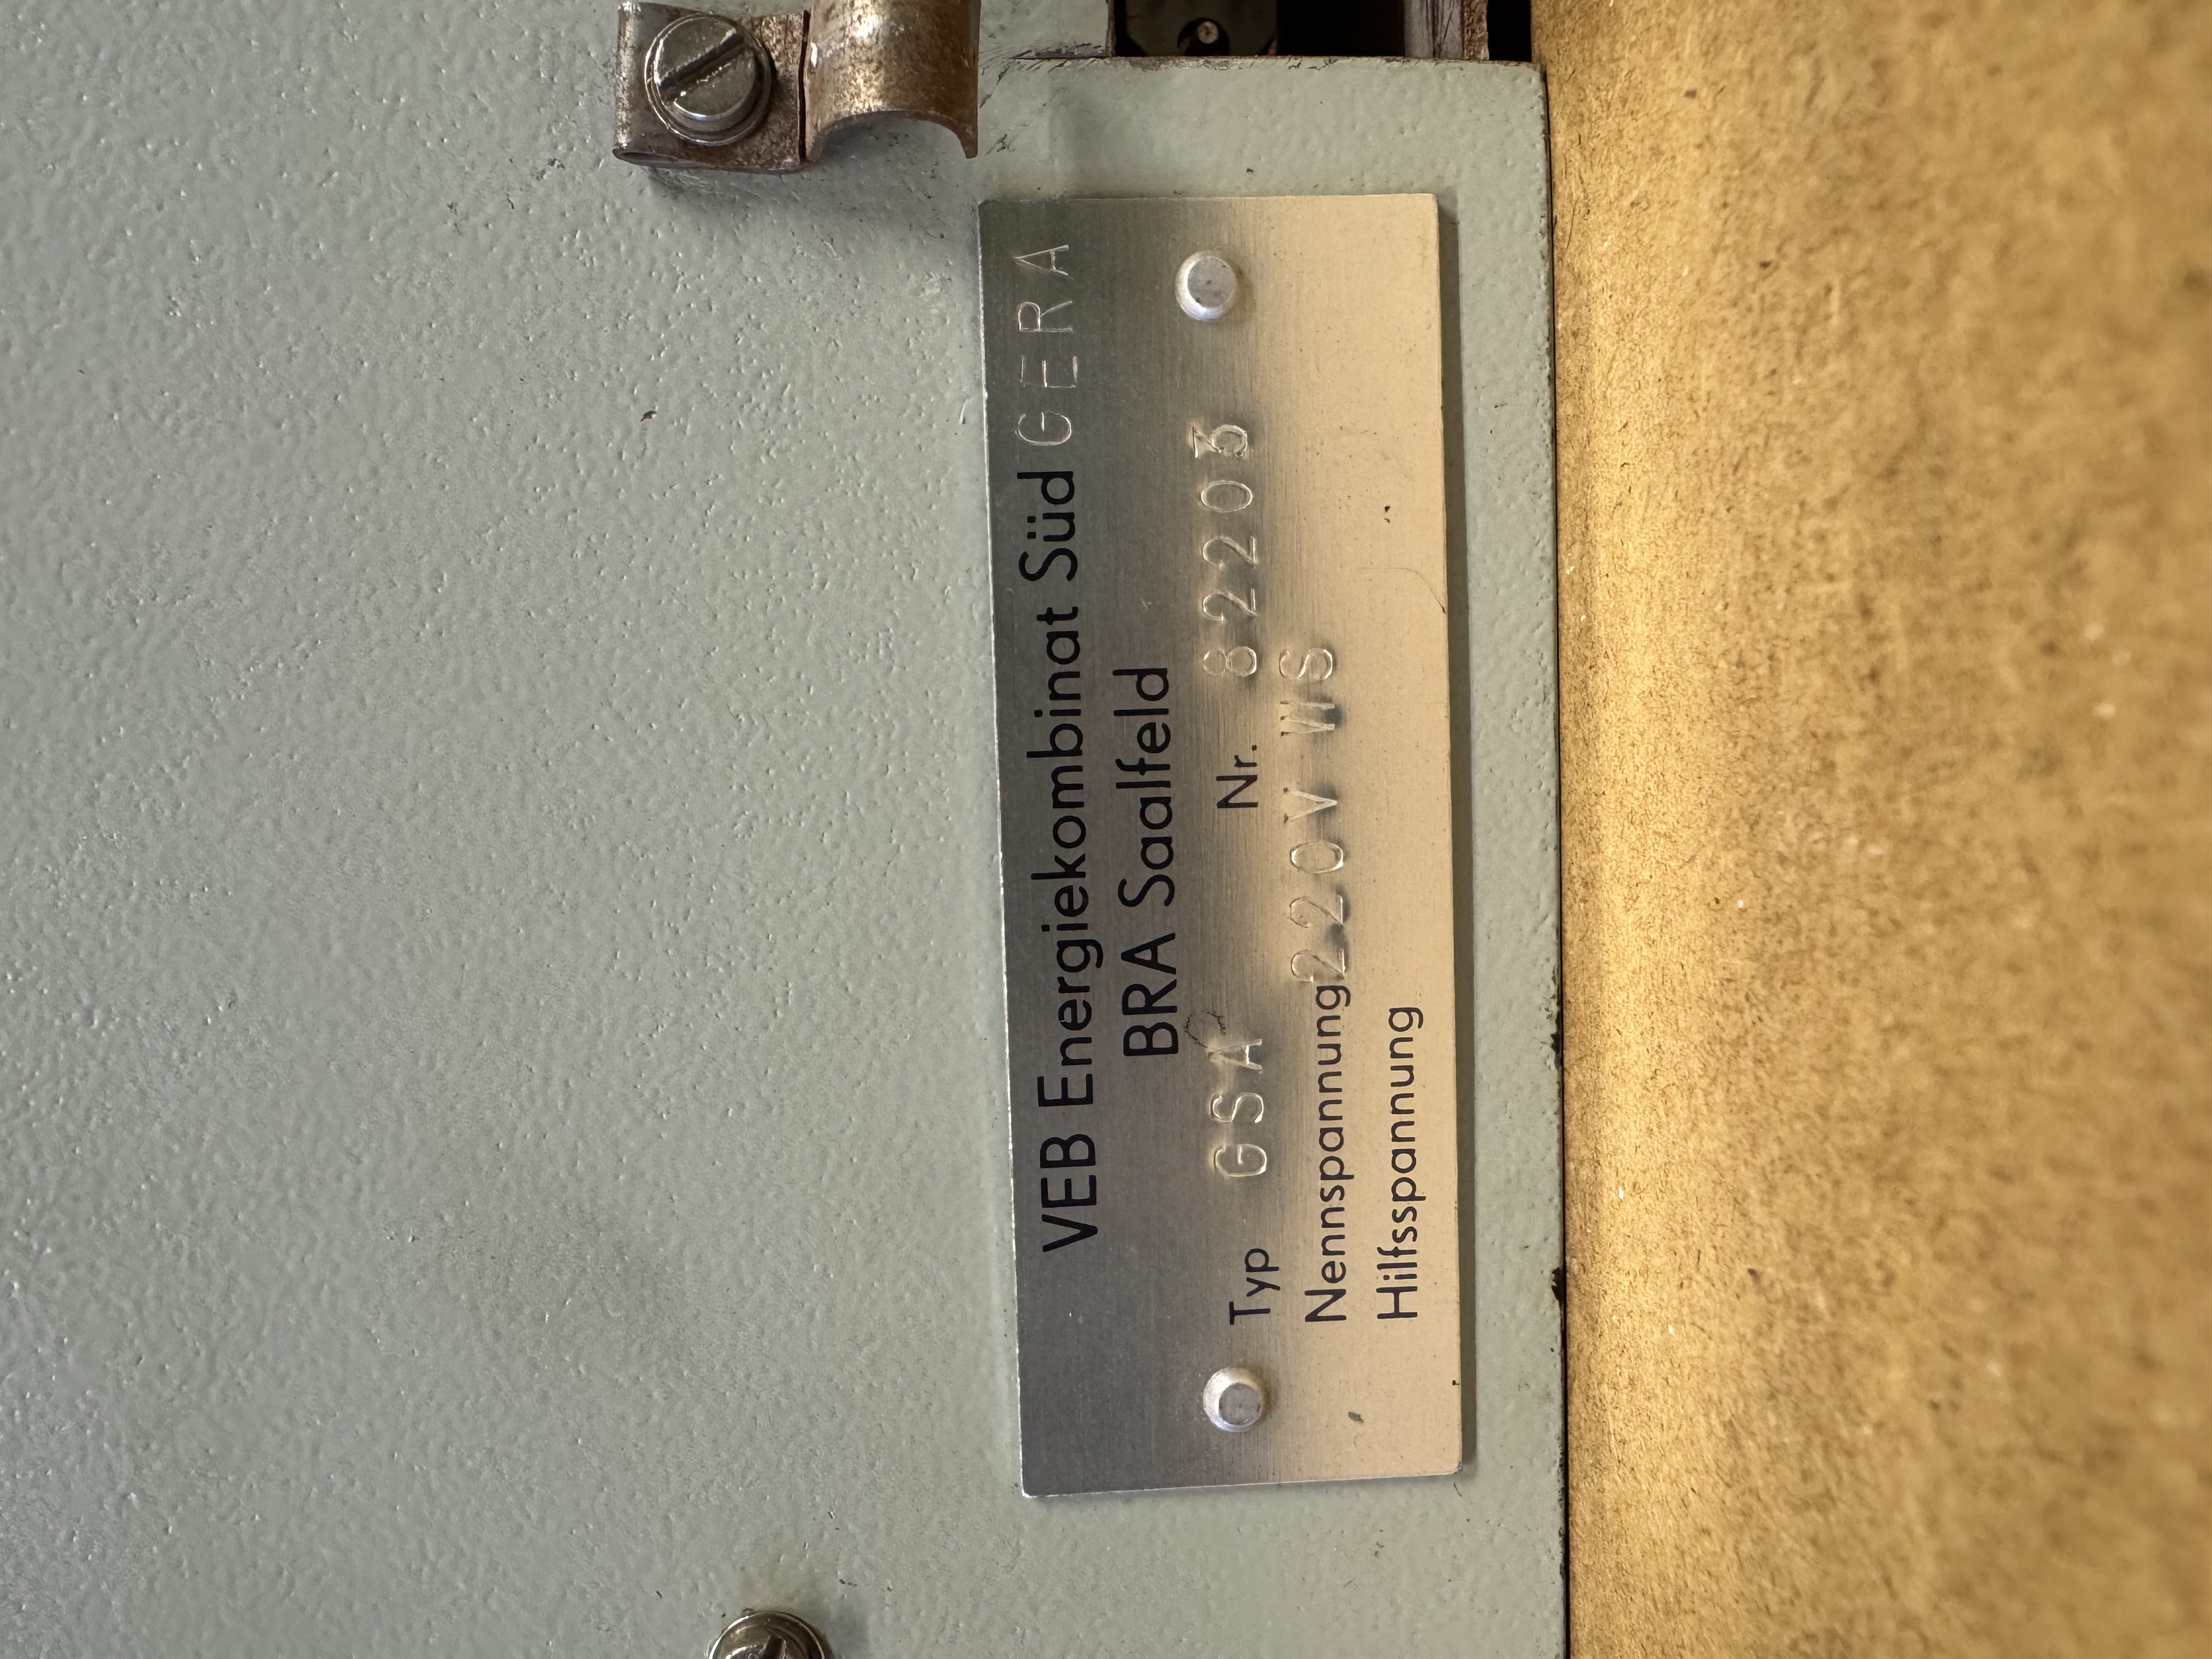 VEB Energiekombinat Süd GERA
BRA Saalfeld
Typ GSA Nr. 82203
Nennspannung 220V WS
Hilfsspannung